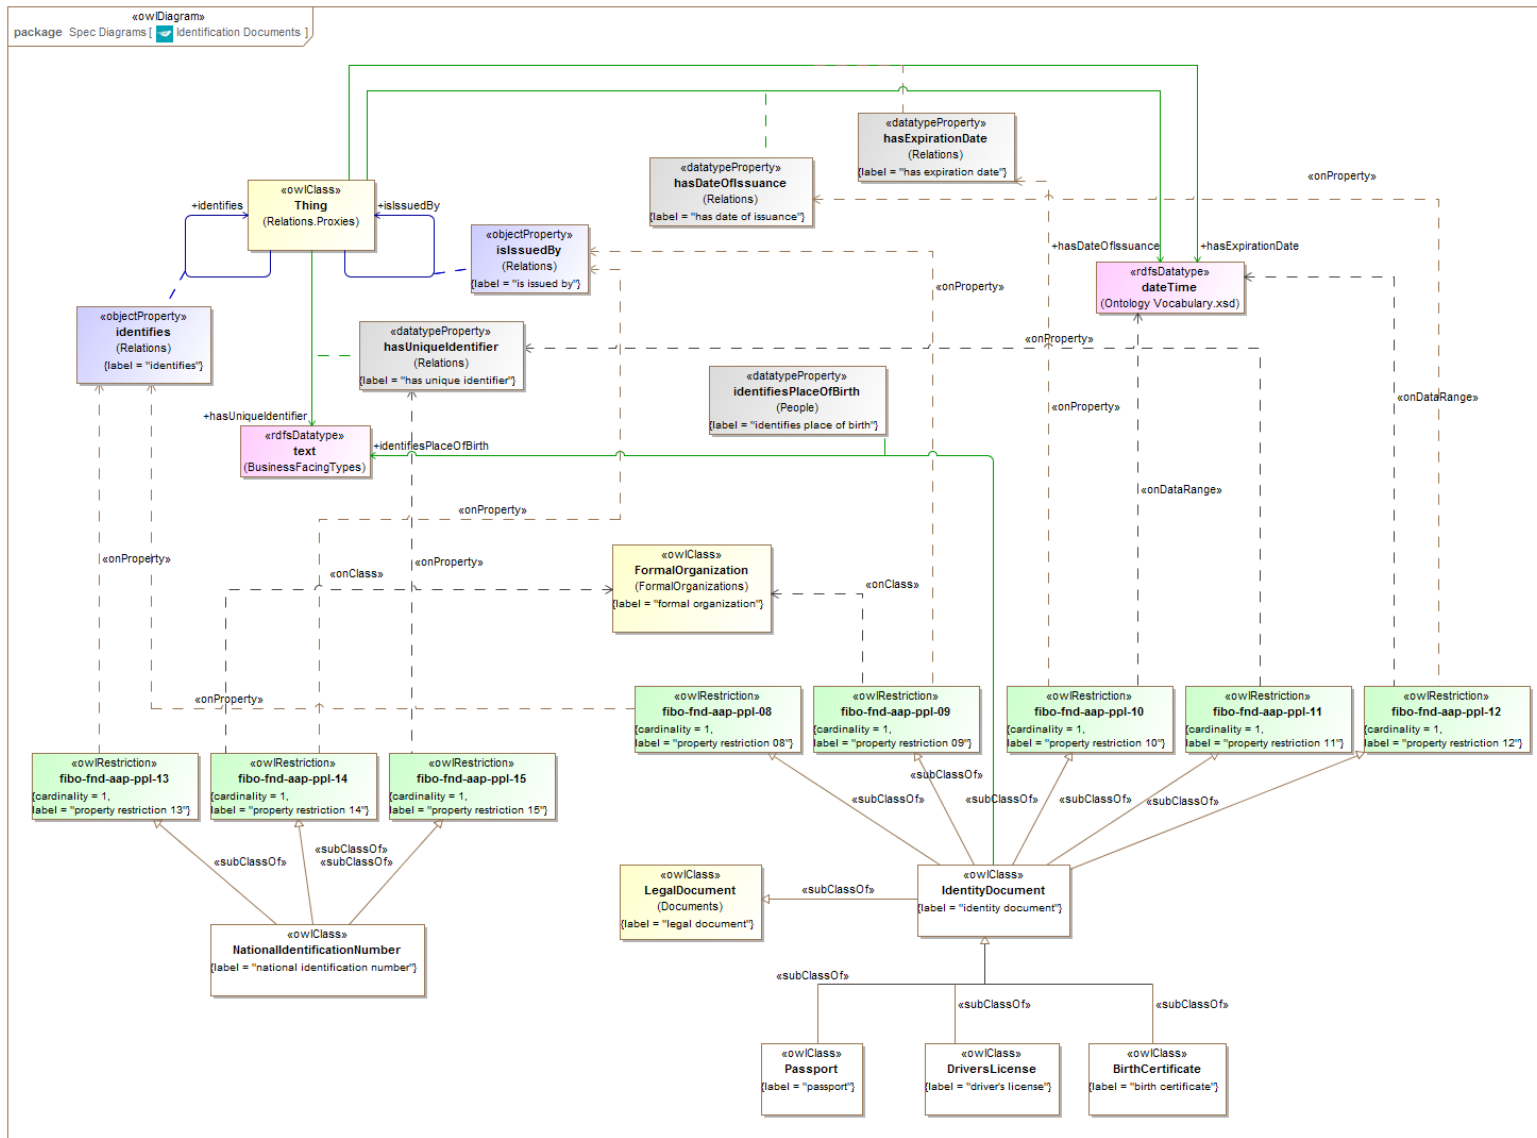 «owlDiagram»
package Spec Diagrams [ Identification Documents ]
«datatypeProperty»
hasExpirationDate
(Relations)
{label = "has expiration date"}
«datatypeProperty»
hasDateOfIssuance
(Relations)
{label = "has date of issuance"}
«onProperty»
«owlClass»
Thing
(Relations.Proxies)
+identifies
+isIssuedBy
«objectProperty»
isIssuedBy
(Relations)
{label = "is issued by"}
+hasDateOfIssuance
+hasExpirationDate
«rdfsDatatype»
dateTime
(Ontology Vocabulary.xsd)
«onProperty»
«objectProperty»
identifies
(Relations)
{label = "identifies"}
«datatypeProperty»
hasUniqueIdentifier
(Relations)
{label = "has unique identifier"}
«onProperty»
«datatypeProperty»
identifiesPlaceOfBirth
(People)
{label = "identifies place of birth"}
«onProperty»
«onDataRange»
+hasUniqueIdentifier
«rdfsDatatype»
text
(BusinessFacingTypes)
+identifiesPlaceOfBirth
«onDataRange»
«onProperty»
«onProperty»
«onClass»
«onProperty»
«owlClass»
FormalOrganization
(FormalOrganizations)
{label = "formal organization"}
«onClass»
«onProperty»
«owlRestriction»
fibo-fnd-aap-ppl-08
{cardinality = 1,
label = "property restriction 08"}
«owlRestriction»
fibo-fnd-aap-ppl-09
{cardinality = 1,
label = "property restriction 09"}
«owlRestriction»
fibo-fnd-aap-ppl-10
{cardinality = 1,
label = "property restriction 10"}
«owlRestriction»
fibo-fnd-aap-ppl-11
{cardinality = 1,
label = "property restriction 11"}
«owlRestriction»
fibo-fnd-aap-ppl-12
{cardinality = 1,
label = "property restriction 12"}
«owlRestriction»
fibo-fnd-aap-ppl-13
{cardinality = 1,
label = "property restriction 13"}
«owlRestriction»
fibo-fnd-aap-ppl-14
{cardinality = 1,
label = "property restriction 14"}
«owlRestriction»
fibo-fnd-aap-ppl-15
{cardinality = 1,
label = "property restriction 15"}
«subClassOf»
«subClassOf»
«subClassOf»
«subClassOf»
«subClassOf»
«subClassOf»
«subClassOf»
«owlClass»
LegalDocument
(Documents)
{label = "legal document"}
«subClassOf»
«owlClass»
IdentityDocument
{label = "identity document"}
«owlClass»
NationalIdentificationNumber
{label = "national identification number"}
«subClassOf»
«subClassOf»
«subClassOf»
«owlClass»
Passport
{label = "passport"}
«owlClass»
DriversLicense
{label = "driver's license"}
«owlClass»
BirthCertificate
{label = "birth certificate"}